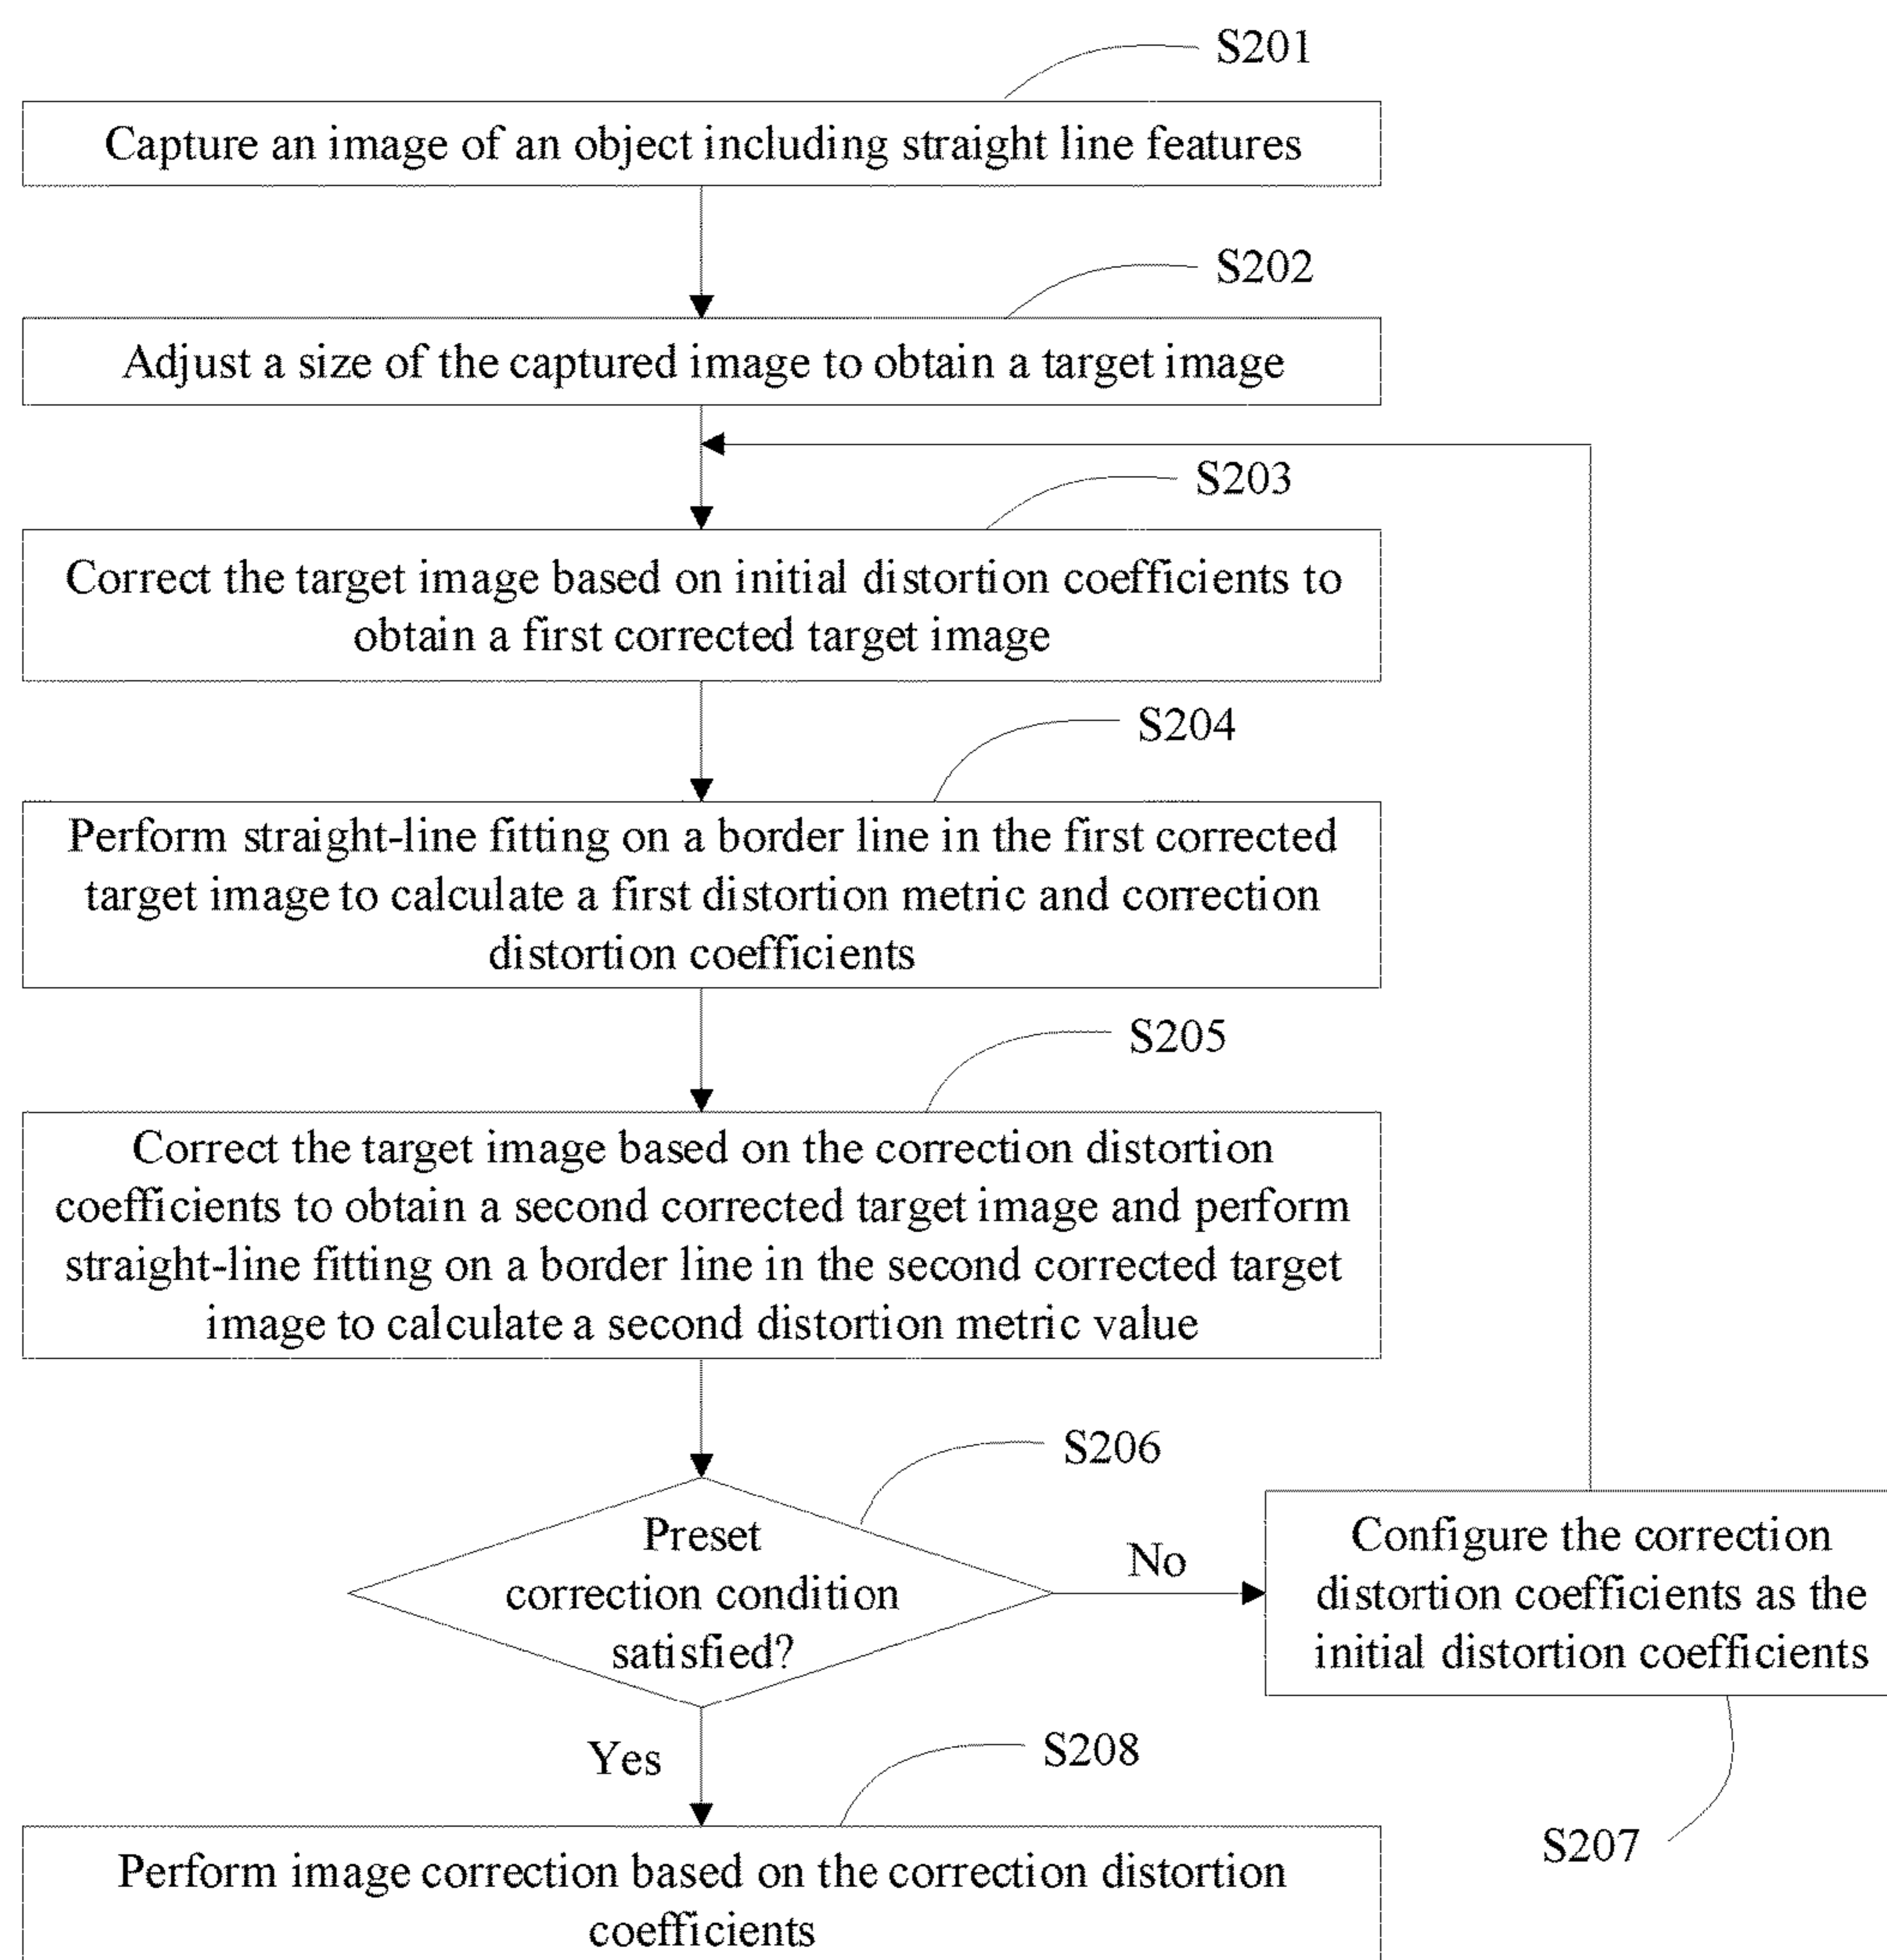 S201
Capture an image of an object including straight line features
S202
Adjust a size of the captured image to obtain a target image
S203
Correct the target image based on initial distortion coefficients to
obtain a first corrected target image
S204
Perform straight-line fitting on a border line in the first corrected
target image to calculate a first distortion metric and correction
distortion coefficients
S205
Correct the target image based on the correction distortion
coefficients to obtain a second corrected target image and perform
straight-line fitting on a border line in the second corrected target
image to calculate a second distortion metric value
S206
Preset
correction condition
satisfied?
No
Configure the correction
distortion coefficients as the
initial distortion coefficients
S207
Yes
S208
Perform image correction based on the correction distortion
coefficients